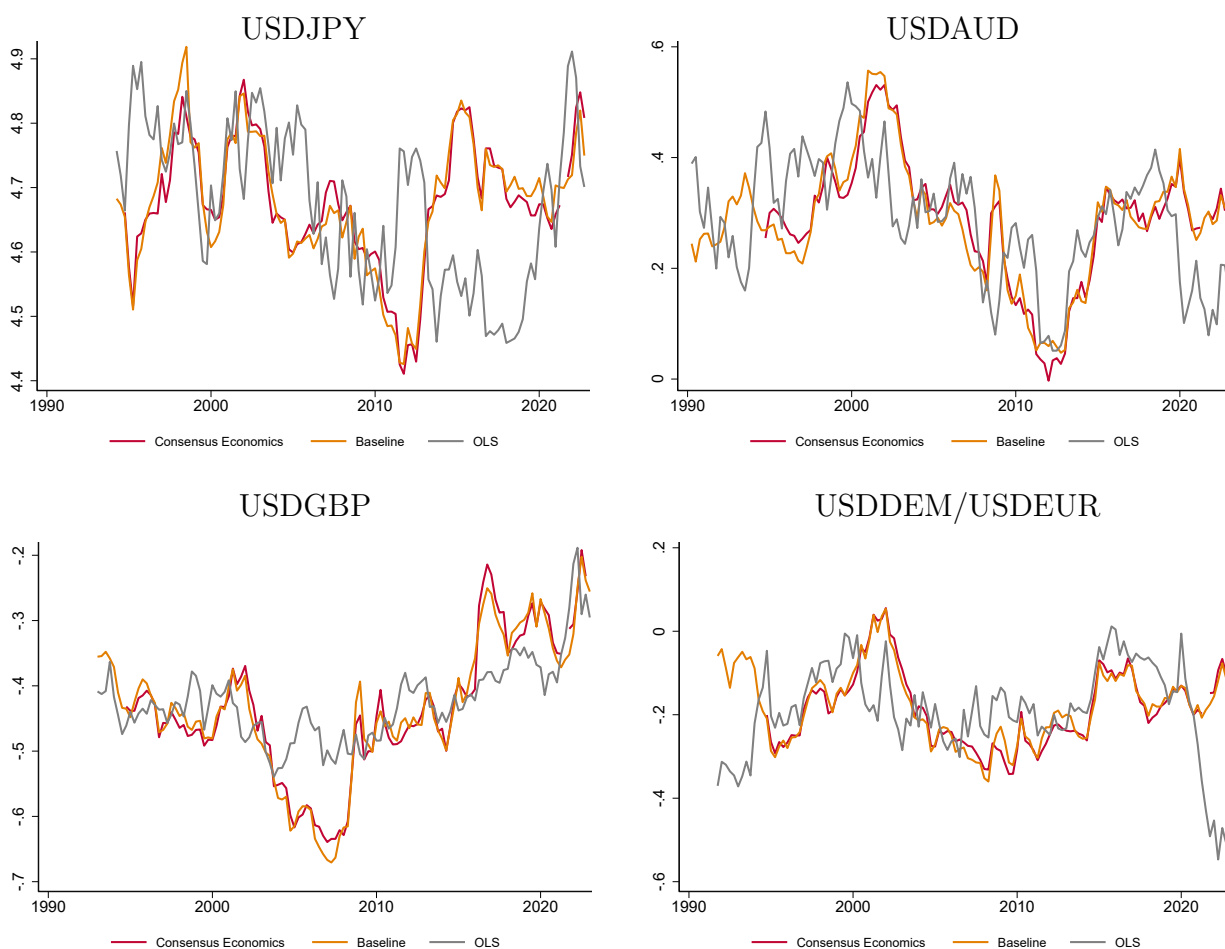 USDJPY
4.9
4.8
4.7
4.6
4.5
4.4
1990 2000 2010 2020
Consensus Economics Baseline OLS
USDAUD
.6
.4
.2
0
1990 2000 2010 2020
Consensus Economics Baseline OLS
USDGBP
-.2
-.3
-.4
-.5
-.6
-.7
1990 2000 2010 2020
Consensus Economics Baseline OLS
USDDEM/USDEUR
.2
0
-.2
-.4
-.6
1990 2000 2010 2020
Consensus Economics Baseline OLS